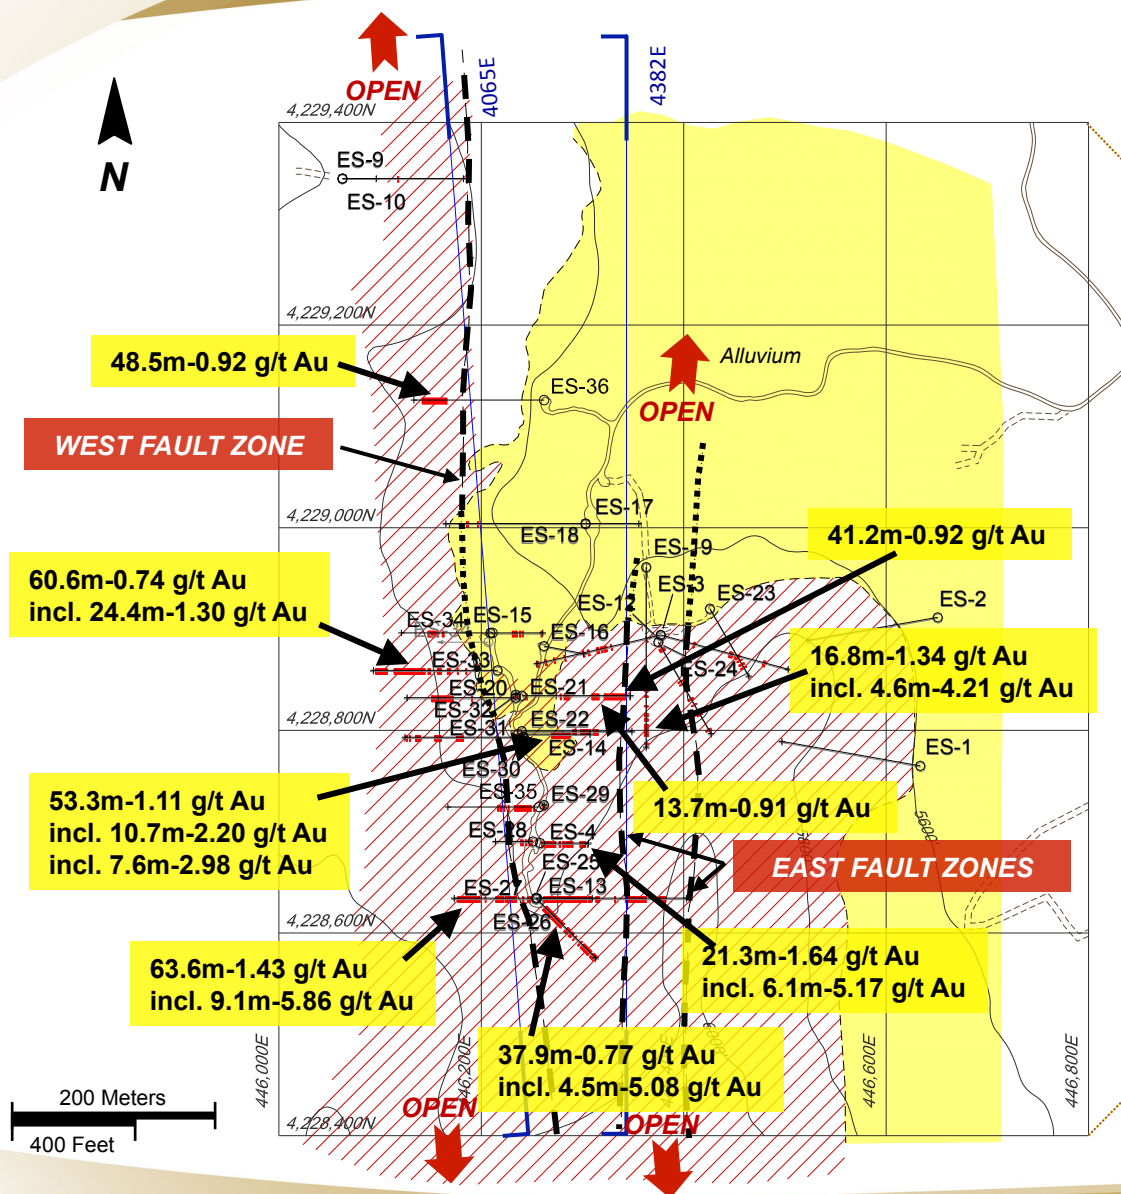 OPEN
4065E
4382E
4,229,400N
N
ES-9
ES-10
4,229,200N
Alluvium
48.5m-0.92 g/t Au
OPEN
ES-36
WEST FAULT ZONE
4,229,000N
ES-17
ES-18
41.2m-0.92 g/t Au
ES-19
60.6m-0.74 g/t Au
incl. 24.4m-1.30 g/t Au
ES-3
ES-23
ES-12
ES-2
ES-34
ES-15
ES-16
16.8m-1.34 g/t Au
incl. 4.6m-4.21 g/t Au
ES-33
ES-24
ES-20
ES-21
ES-32
4,228,800N
ES-31
ES-22
ES-14
ES-1
ES-30
53.3m-1.11 g/t Au
incl. 10.7m-2.20 g/t Au
incl. 7.6m-2.98 g/t Au
ES-35
ES-29
13.7m-0.91 g/t Au
5600'
ES-28
ES-4
ES-25
EAST FAULT ZONES
ES-27
ES-13
ES-26
4,228,600N
63.6m-1.43 g/t Au
incl. 9.1m-5.86 g/t Au
21.3m-1.64 g/t Au
incl. 6.1m-5.17 g/t Au
37.9m-0.77 g/t Au
incl. 4.5m-5.08 g/t Au
446,000E
446,200E
446,600E
446,800E
200 Meters
400 Feet
OPEN
OPEN
4,228,400N